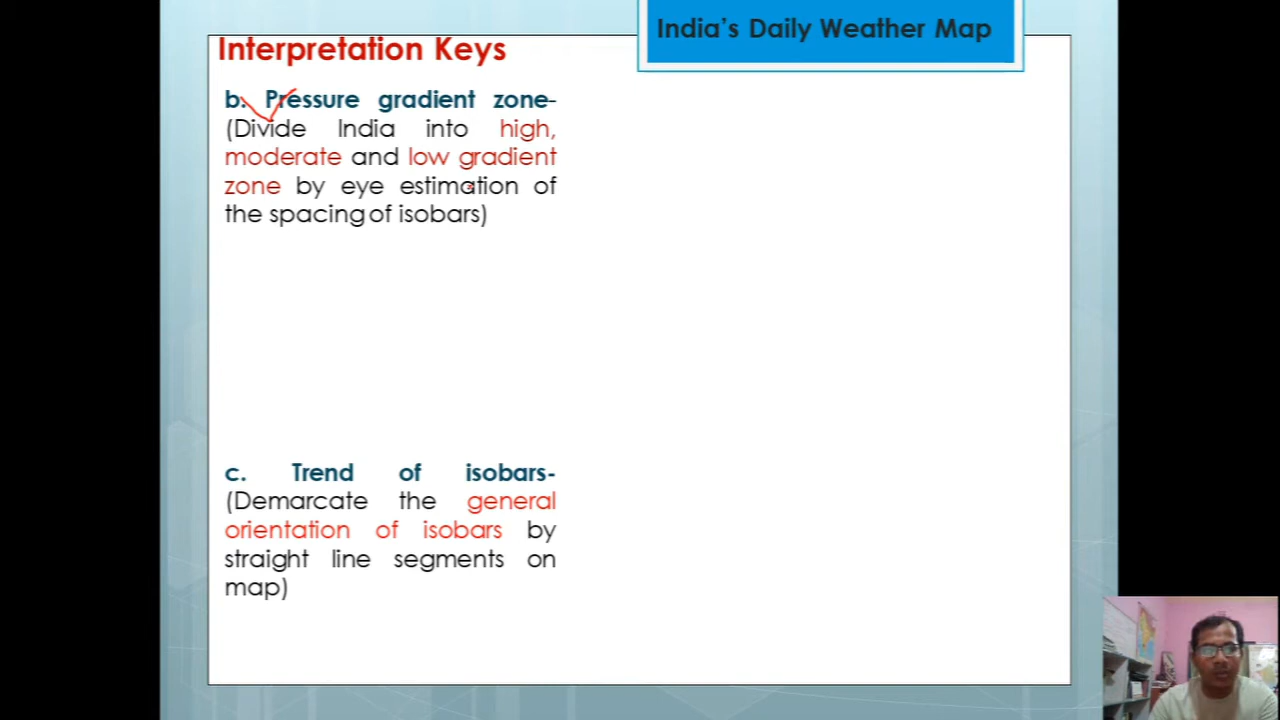 India’s Daily Weather Map
Interpretation Keys
b. Pressure gradient zone-
(Divide India into high,
moderate and low gradient
zone by eye estimation of
the spacing of isobars)
c. Trend of isobars-
(Demarcate the general
orientation of isobars by
straight line segments on
map)